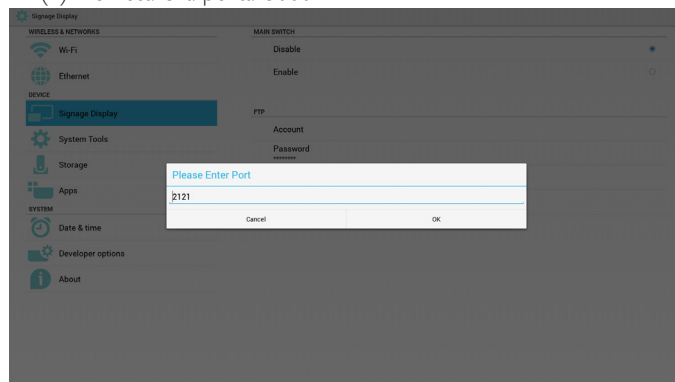 Signage Display
WIRELESS & NETWORKS
Wi-Fi
Ethernet
DEVICE
Signage Display
System Tools
Storage
Apps
SYSTEM
Date & time
Developer options
About
MAIN SWITCH
Disable
Enable
FTP
Account
Password
********
Please Enter Port
2121
Cancel
OK